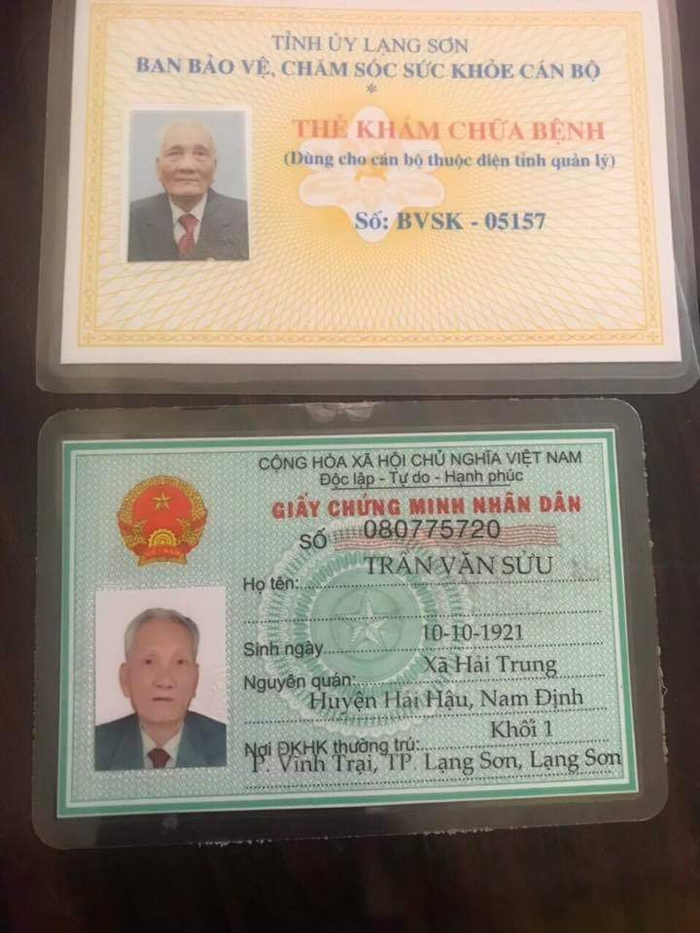 TỈNH ỦY LẠNG SƠN
BAN BẢO VỆ, CHĂM SÓC SỨC KHỎE CÁN BỘ
*
THẺ KHÁM CHỮA BỆNH
(Dùng cho cán bộ thuộc diện tỉnh quản lý)
Số: BVSK - 05157
CỘNG HÒA XÃ HỘI CHỦ NGHĨA VIỆT NAM
Độc lập - Tự do - Hạnh phúc
GIẤY CHỨNG MINH NHÂN DÂN
SỐ 080775720
Họ tên: TRẦN VĂN SỬU
Sinh ngày 10-10-1921
Nguyên quán: Xã Hải Trung
Huyện Hải Hậu, Nam Định
Nơi ĐKHK thường trú: Khối 1
P. Vĩnh Trại, TP. Lạng Sơn, Lạng Sơn
VIỆT NAM